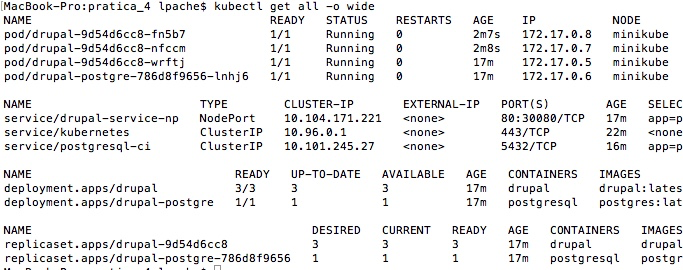 MacBook-Pro:pratica_4 lpache$ kubectl get all -o wide
NAME READY STATUS RESTARTS AGE IP NODE
pod/drupal-9d54d6cc8-fn5b7 1/1 Running 0 2m7s 172.17.0.8 minikube
pod/drupal-9d54d6cc8-nfccm 1/1 Running 0 2m8s 172.17.0.7 minikube
pod/drupal-9d54d6cc8-wrftj 1/1 Running 0 17m 172.17.0.5 minikube
pod/drupal-postgre-786d8f9656-lnhj6 1/1 Running 0 17m 172.17.0.6 minikube
NAME TYPE CLUSTER-IP EXTERNAL-IP PORT(S) AGE SELEC
service/drupal-service-np NodePort 10.104.171.221 <none> 80:30080/TCP 17m app=p
service/kubernetes ClusterIP 10.96.0.1 <none> 443/TCP 22m <none
service/postgresql-ci ClusterIP 10.101.245.27 <none> 5432/TCP 16m app=p
NAME READY UP-TO-DATE AVAILABLE AGE CONTAINERS IMAGES
deployment.apps/drupal 3/3 3 3 17m drupal drupal:lates
deployment.apps/drupal-postgre 1/1 1 1 17m postgresql postgres:lat
NAME DESIRED CURRENT READY AGE CONTAINERS IMAGES
replicaset.apps/drupal-9d54d6cc8 3 3 3 17m drupal drupal
replicaset.apps/drupal-postgre-786d8f9656 1 1 1 17m postgresql postgr
MacBook-Pro:pratica_4 lpache$